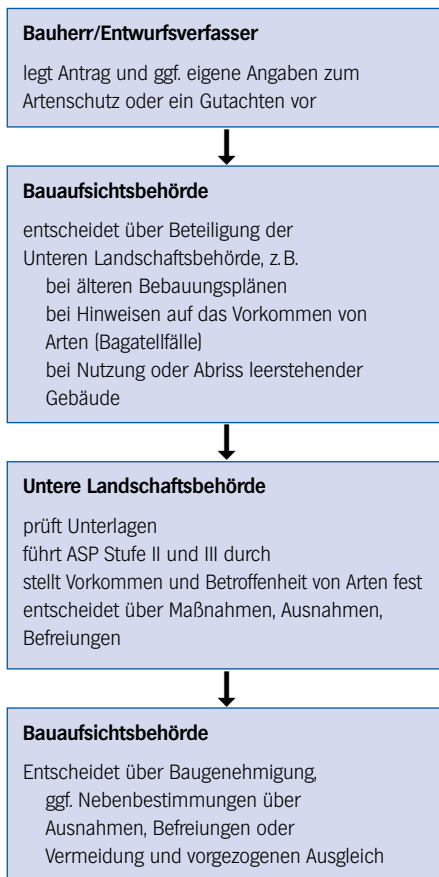 Bauherr/Entwurfsverfasser
legt Antrag und ggf. eigene Angaben zum
Artenschutz oder ein Gutachten vor
Bauaufsichtsbehörde
entscheidet über Beteiligung der
Unteren Landschaftsbehörde, z.B.
bei älteren Bebauungsplänen
bei Hinweisen auf das Vorkommen von
Arten (Bagatellfälle)
bei Nutzung oder Abriss leerstehender
Gebäude
Untere Landschaftsbehörde
prüft Unterlagen
führt ASP Stufe II und III durch
stellt Vorkommen und Betroffenheit von Arten fest
entscheidet über Maßnahmen, Ausnahmen,
Befreiungen
Bauaufsichtsbehörde
Entscheidet über Baugenehmigung,
ggf. Nebenbestimmungen über
Ausnahmen, Befreiungen oder
Vermeidung und vorgezogenen Ausgleich